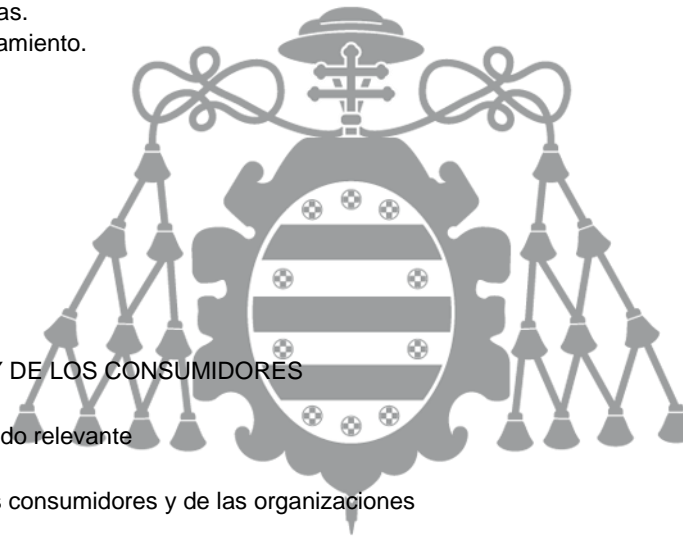 as.
amiento.
Y DE LOS CONSUMIDORES
do relevante
s consumidores y de las organizaciones